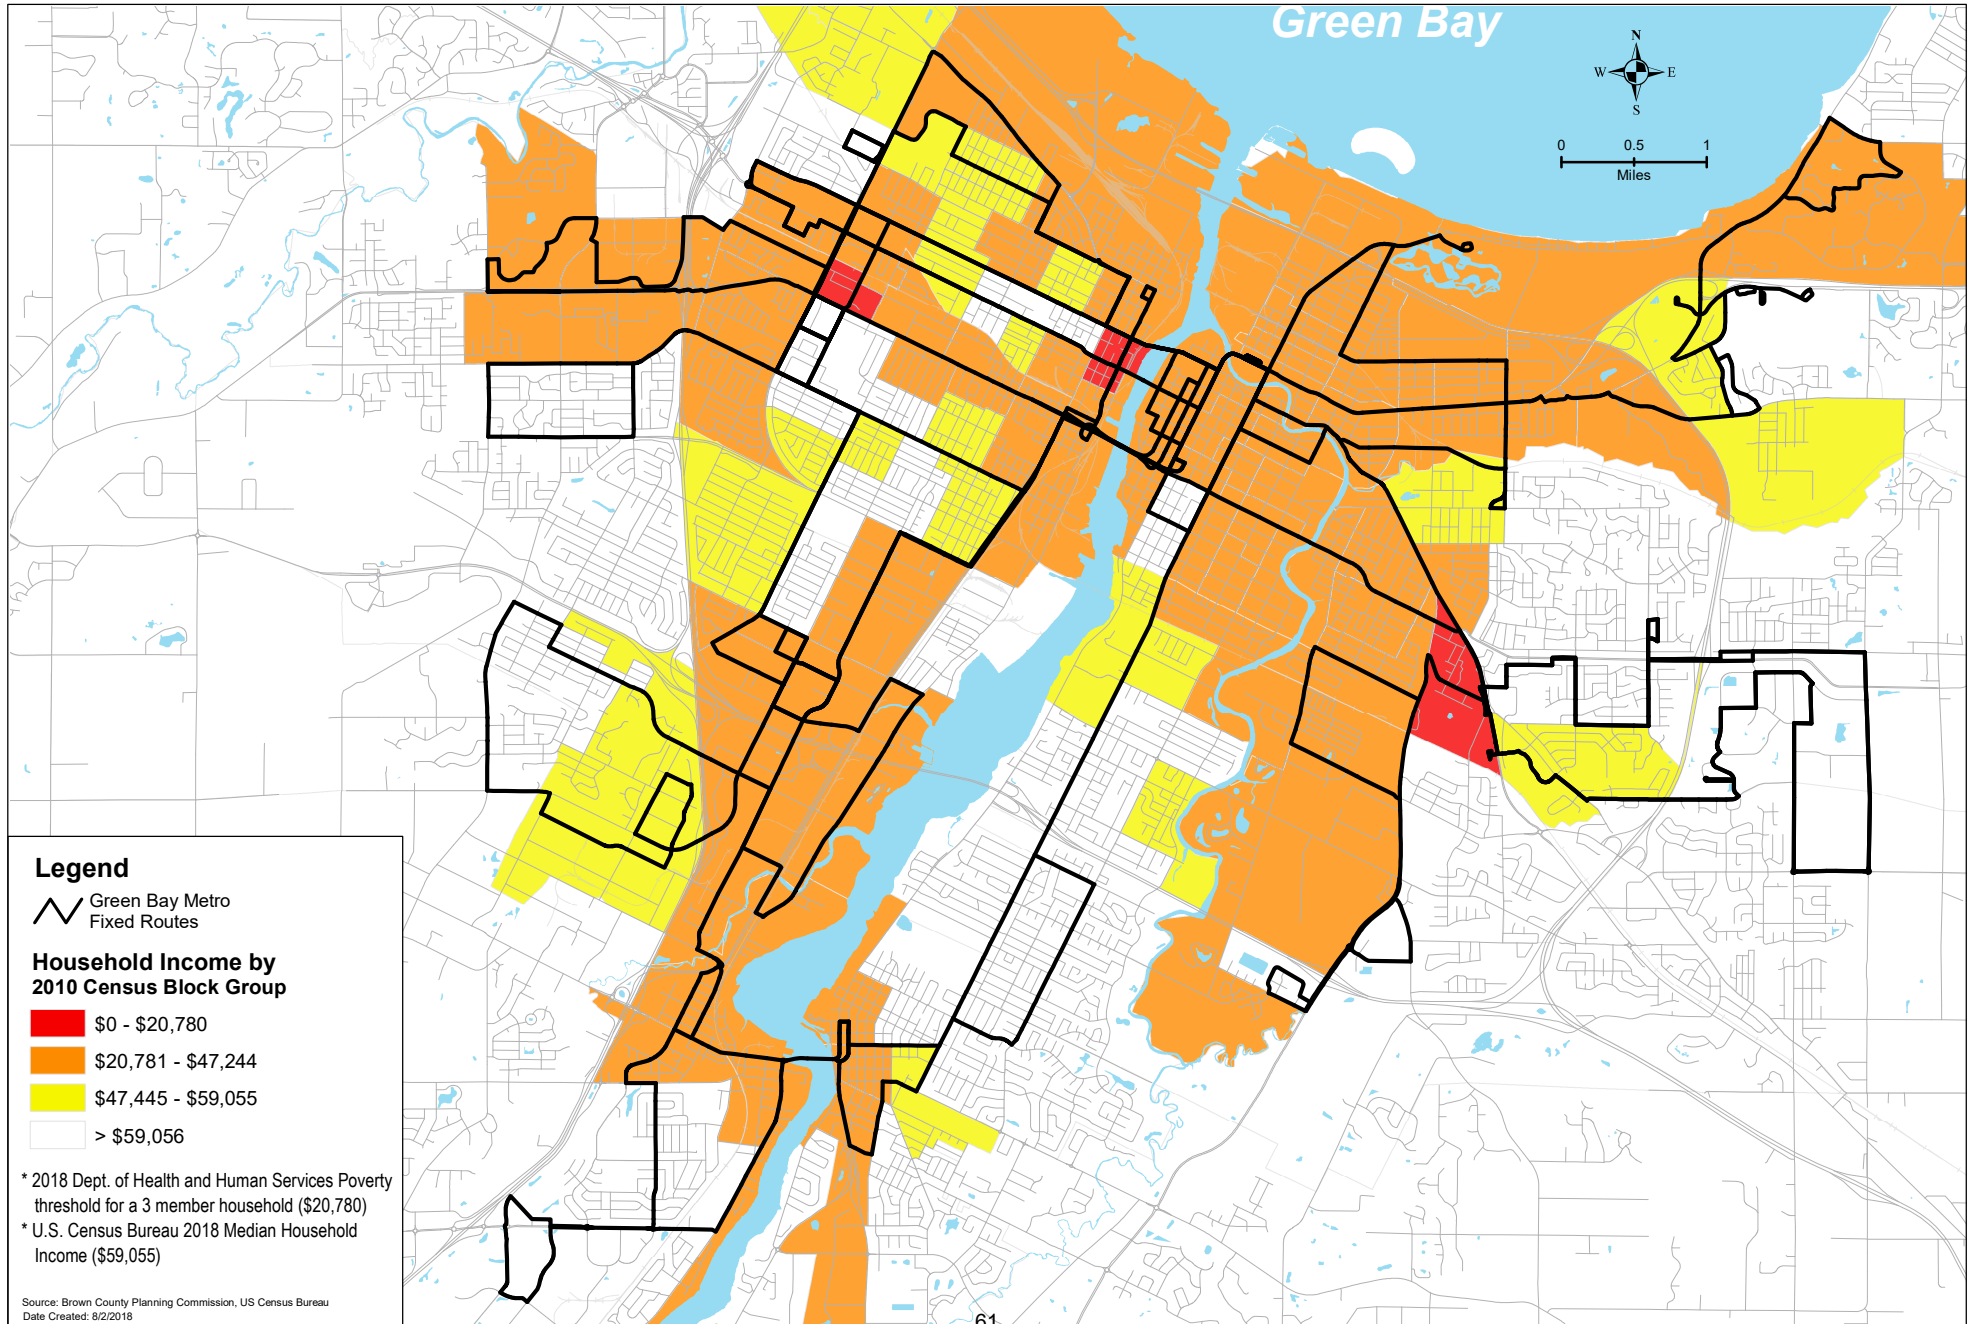 Green Bay
N
W
E
S
0
0.5
1
Miles
Legend
Green Bay Metro
Fixed Routes
Household Income by
2010 Census Block Group
$0 - $20,780
$20,781 - $47,244
$47,445 - $59,055
> $59,056
* 2018 Dept. of Health and Human Services Poverty
threshold for a 3 member household ($20,780)
* U.S. Census Bureau 2018 Median Household
Income ($59,055)
Source: Brown County Planning Commission, US Census Bureau
Date Created: 8/2/2018
61